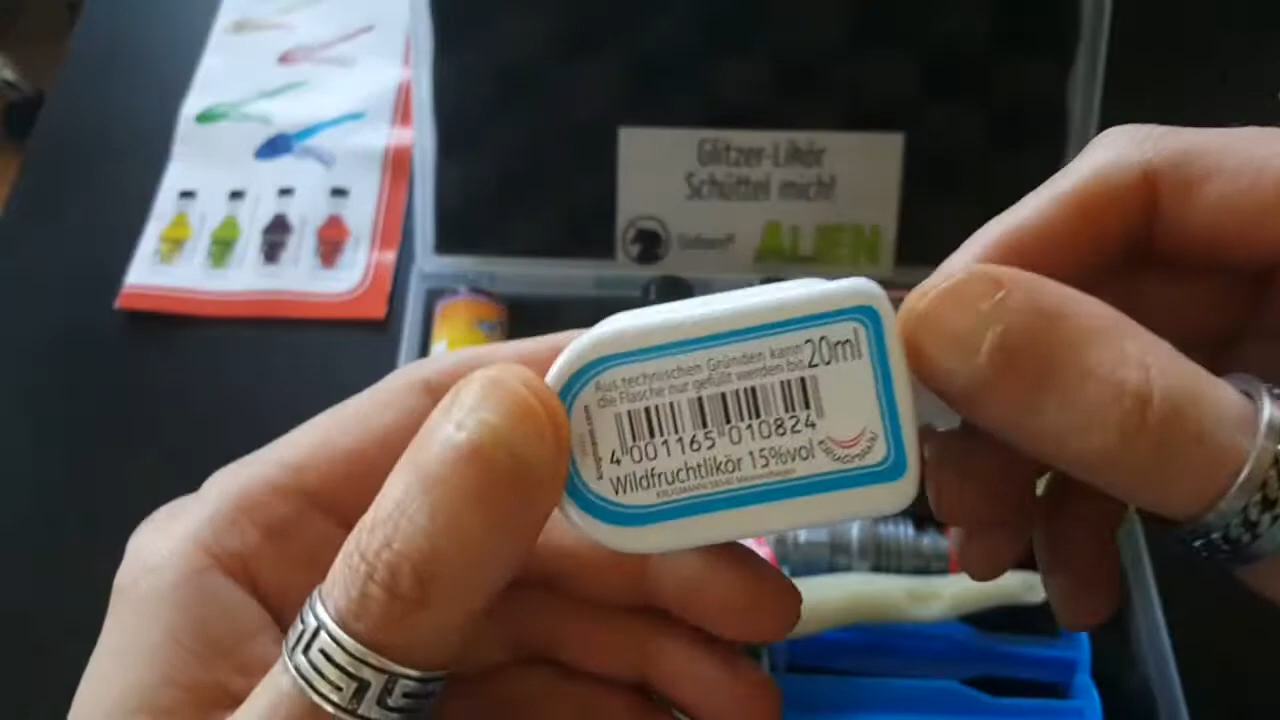 Glitzer-Likör
Schüttel mich!
ALIEN
Aus technischen Gründen kann
die Flasche nur gefüllt werden bis
20ml
4 001165 010824
Wildfruchtlikör 15%vol
KRUGMANN